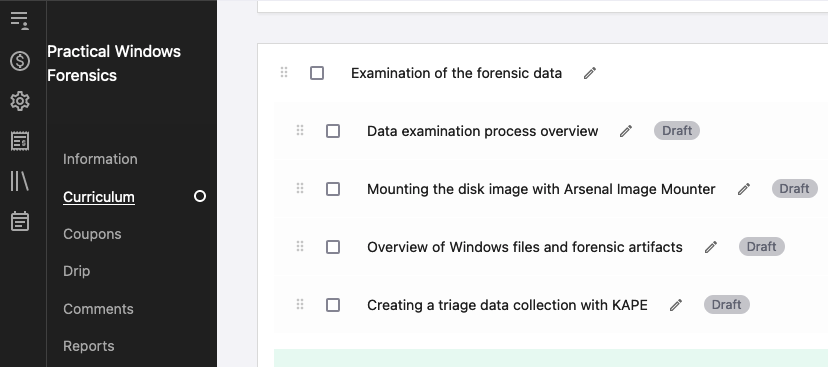 Practical Windows
Forensics
Information
Curriculum
Coupons
Drip
Comments
Reports
Examination of the forensic data
Data examination process overview Draft
Mounting the disk image with Arsenal Image Mounter Draft
Overview of Windows files and forensic artifacts Draft
Creating a triage data collection with KAPE Draft